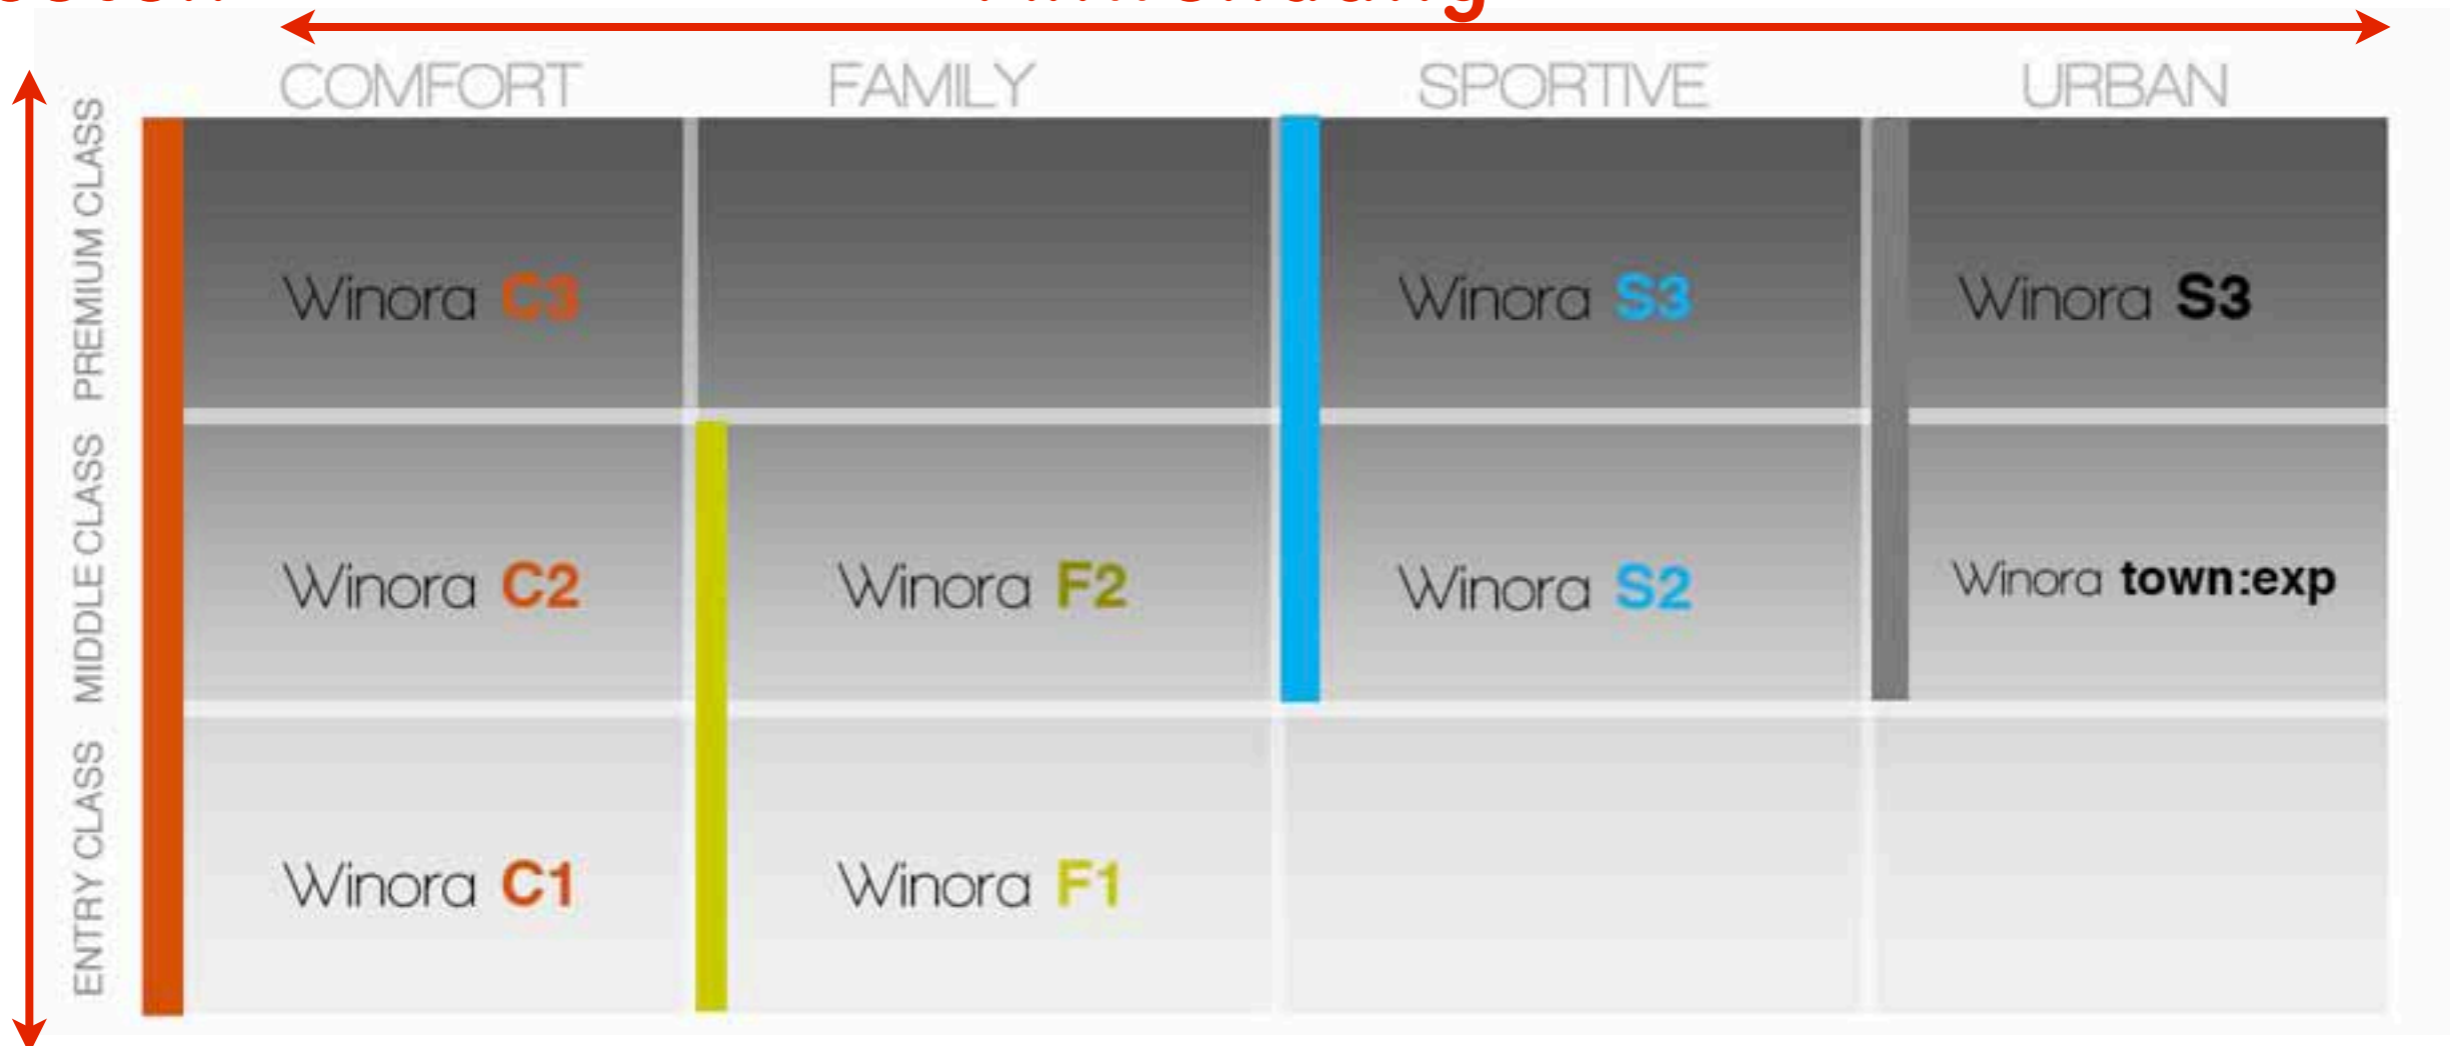 COMFORT FAMILY SPORTIVE URBAN
PREMIUM CLASS
Winora C3
Winora S3
Winora S3
MIDDLE CLASS
Winora C2
Winora F2
Winora S2
Winora town:exp
ENTRY CLASS
Winora C1
Winora F1